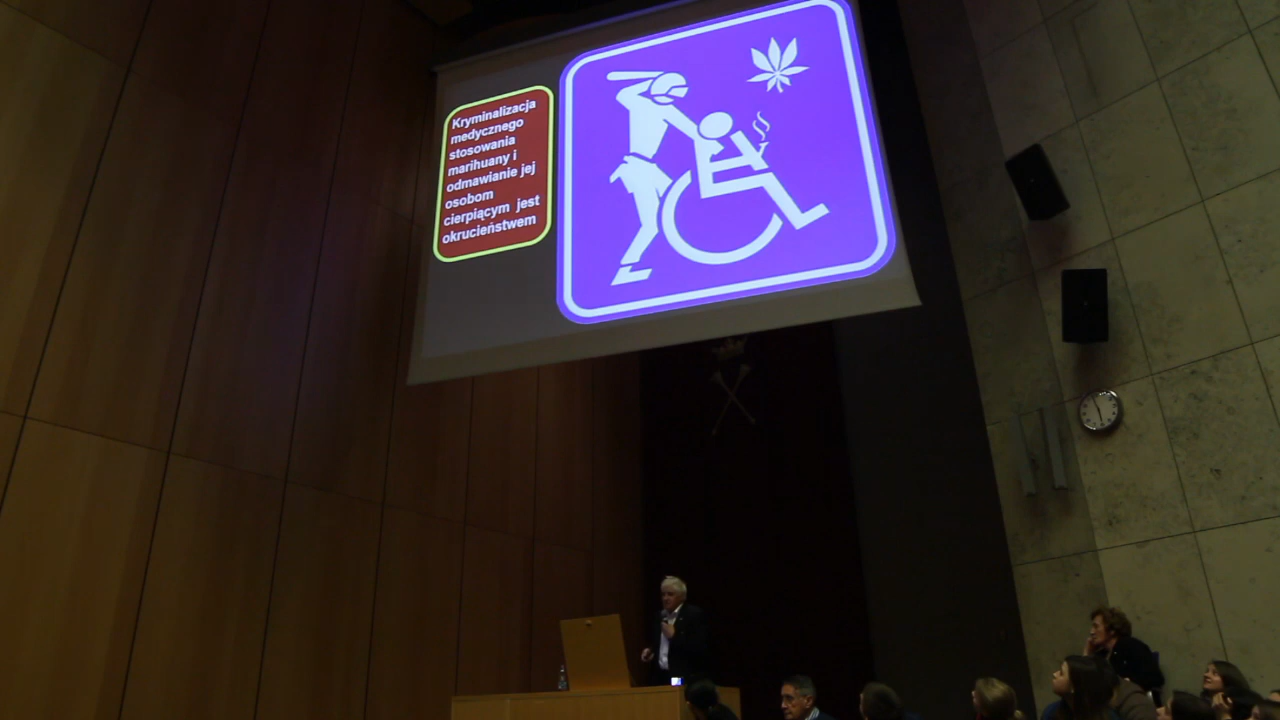 Kryminalizacja
medycznego
stosowania
marihuany i
odmawianie jej
osobom
cierpiącym jest
okrucieństwem